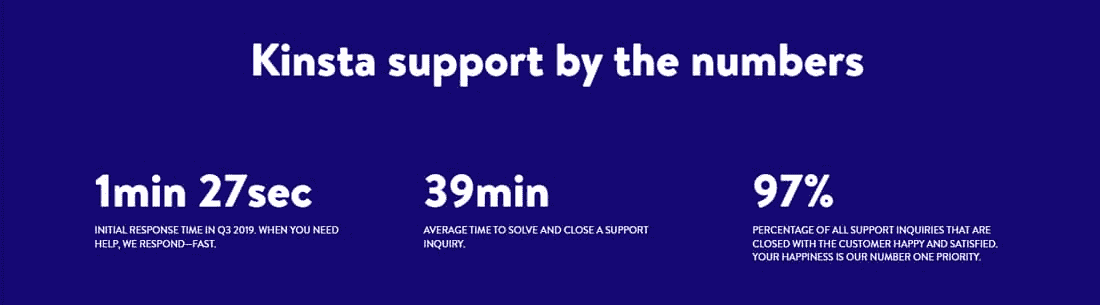 Kinsta support by the numbers
1min 27sec
INITIAL RESPONSE TIME IN Q3 2019. WHEN YOU NEED
HELP, WE RESPOND—FAST.
39min
AVERAGE TIME TO SOLVE AND CLOSE A SUPPORT
INQUIRY.
97%
PERCENTAGE OF ALL SUPPORT INQUIRIES THAT ARE
CLOSED WITH THE CUSTOMER HAPPY AND SATISFIED.
YOUR HAPPINESS IS OUR NUMBER ONE PRIORITY.